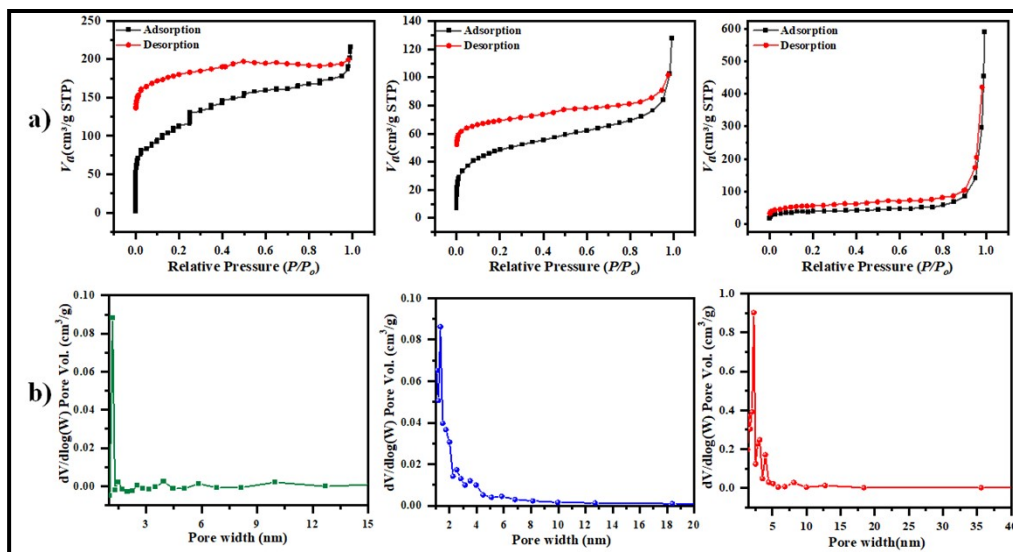 a)
250
200
150
100
50
0
Va(cm³/g STP)
Adsorption
Desorption
0.0 0.2 0.4 0.6 0.8 1.0
Relative Pressure (P/Po)
140
120
100
80
60
40
20
0
Va(cm³/g STP)
Adsorption
Desorption
0.0 0.2 0.4 0.6 0.8 1.0
Relative Pressure (P/Po)
600
500
400
300
200
100
0
Va(cm³/g STP)
Adsorption
Desorption
0.0 0.2 0.4 0.6 0.8 1.0
Relative Pressure (P/Po)
b)
0.10
0.08
0.06
0.04
0.02
0.00
dV/dlog(W) Pore Vol. (cm³/g)
3 6 9 12 15
Pore width (nm)
0.10
0.08
0.06
0.04
0.02
0.00
dV/dlog(W) Pore Vol. (cm³/g)
2 4 6 8 10 12 14 16 18 20
Pore width (nm)
1.0
0.8
0.6
0.4
0.2
0.0
dV/dlog(W) Pore Vol. (cm³/g)
5 10 15 20 25 30 35 40
Pore width(nm)